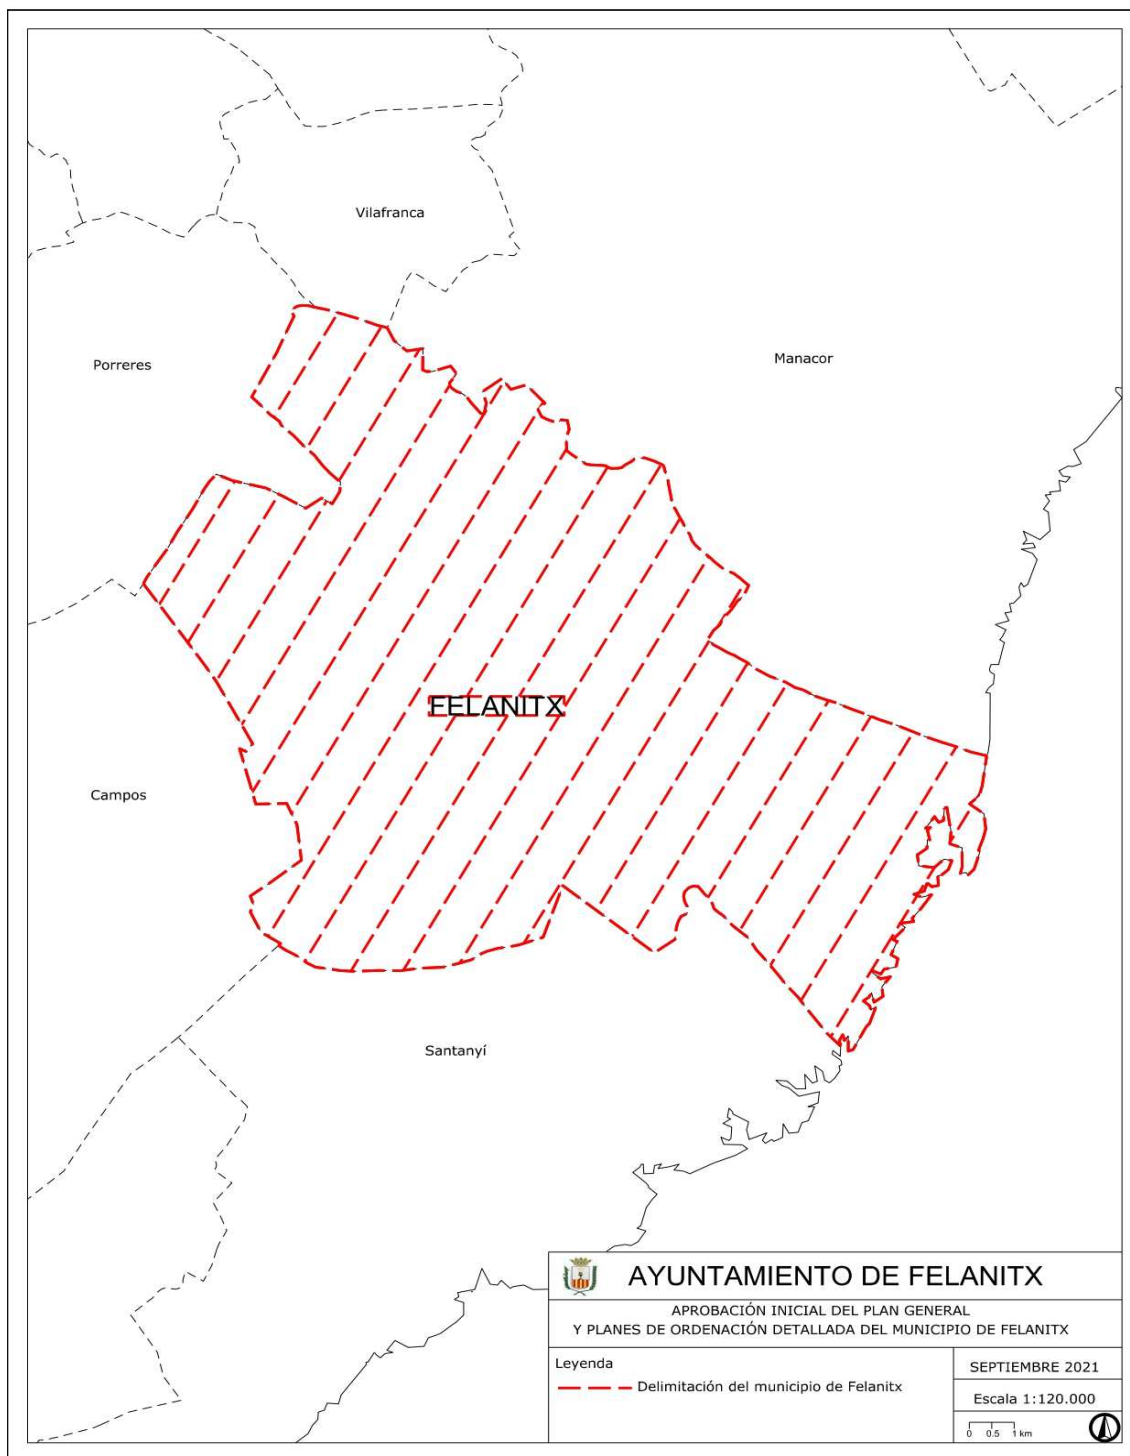 Vilafranca
Porreres
Manacor
FELANITX
Campos
Santanyí
AYUNTAMIENTO DE FELANITX
APROBACIÓN INICIAL DEL PLAN GENERAL
Y PLANES DE ORDENACIÓN DETALLADA DEL MUNICIPIO DE FELANITX
Leyenda
Delimitación del municipio de Felanitx
SEPTIEMBRE 2021
Escala 1:120.000
0 0.5 1 km